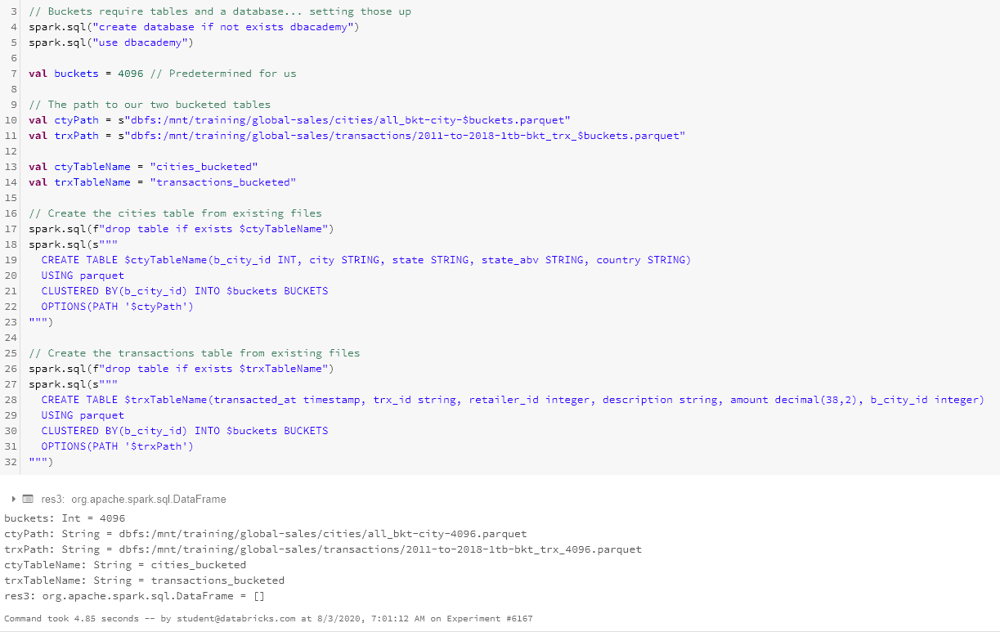 3 // Buckets require tables and a database... setting those up
4 spark.sql("create database if not exists dbacademy")
5 spark.sql("use dbacademy")
6
7 val buckets = 4096 // Predetermined for us
8
9 // The path to our two bucketed tables
10 val ctyPath = s"dbfs:/mnt/training/global-sales/cities/all_bkt-city-$buckets.parquet"
11 val trxPath = s"dbfs:/mnt/training/global-sales/transactions/2011-to-2018-1tb-bkt_trx_$buckets.parquet"
12
13 val ctyTableName = "cities_bucketed"
14 val trxTableName = "transactions_bucketed"
15
16 // Create the cities table from existing files
17 spark.sql(f"drop table if exists $ctyTableName")
18 spark.sql(s"""
19 CREATE TABLE $ctyTableName(b_city_id INT, city STRING, state STRING, state_abv STRING, country STRING)
20 USING parquet
21 CLUSTERED BY(b_city_id) INTO $buckets BUCKETS
22 OPTIONS(PATH '$ctyPath')
23 """)
24
25 // Create the transactions table from existing files
26 spark.sql(f"drop table if exists $trxTableName")
27 spark.sql(s"""
28 CREATE TABLE $trxTableName(transacted_at timestamp, trx_id string, retailer_id integer, description string, amount decimal(38,2), b_city_id integer)
29 USING parquet
30 CLUSTERED BY(b_city_id) INTO $buckets BUCKETS
31 OPTIONS(PATH '$trxPath')
32 """)
res3: org.apache.spark.sql.DataFrame
buckets: Int = 4096
ctyPath: String = dbfs:/mnt/training/global-sales/cities/all_bkt-city-4096.parquet
trxPath: String = dbfs:/mnt/training/global-sales/transactions/2011-to-2018-1tb-bkt_trx_4096.parquet
ctyTableName: String = cities_bucketed
trxTableName: String = transactions_bucketed
res3: org.apache.spark.sql.DataFrame = []
Command took 4.85 seconds -- by student@databricks.com at 8/3/2020, 7:01:12 AM on Experiment #6167